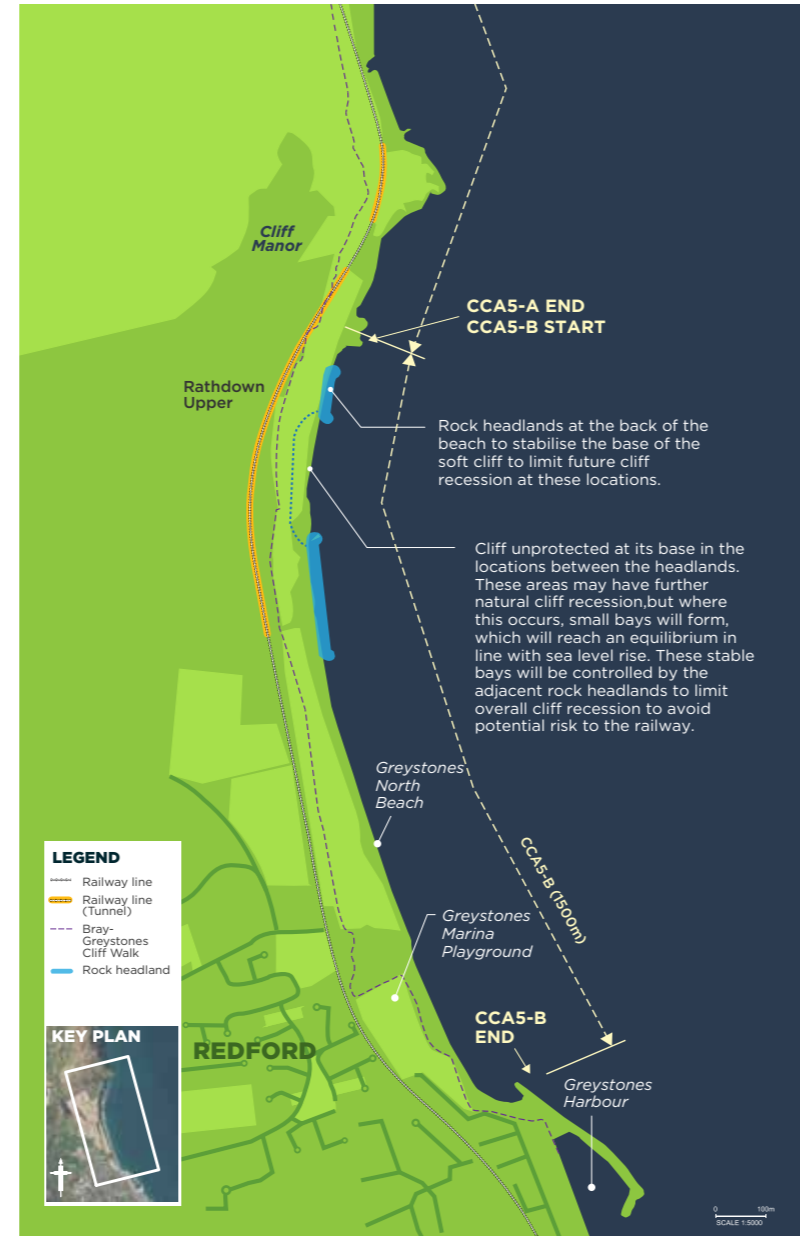 Cliff
Manor
CCA5-A END
CCA5-B START
Rathdown
Upper
Rock headlands at the back of the
beach to stabilise the base of the
soft cliff to limit future cliff
recession at these locations.
Cliff unprotected at its base in the
locations between the headlands.
These areas may have further
natural cliff recession,but where
this occurs, small bays will form,
which will reach an equilibrium in
line with sea level rise. These stable
bays will be controlled by the
adjacent rock headlands to limit
overall cliff recession to avoid
potential risk to the railway.
Greystones
North
Beach
CCA5-B (1500m)
LEGEND
Railway line
Railway line
(Tunnel)
Bray-
Greystones
Cliff Walk
Rock headland
Greystones
Marina
Playground
CCA5-B
END
KEY PLAN
REDFORD
Greystones
Harbour
0 100m
SCALE 1:5000